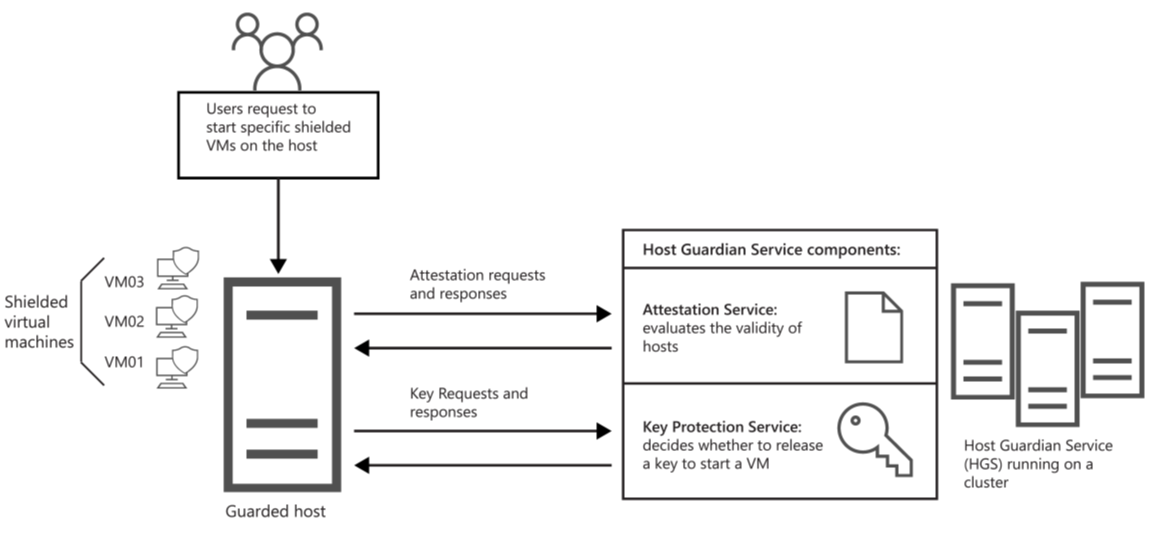 Users request to
start specific shielded
VMs on the host
Shielded
virtual
machines
VM03
VM02
VM01
Guarded host
Attestation requests
and responses
Key Requests and
responses
Host Guardian Service components:
Attestation Service:
evaluates the validity of
hosts
Key Protection Service:
decides whether to release
a key to start a VM
Host Guardian Service
(HGS) running on a
cluster